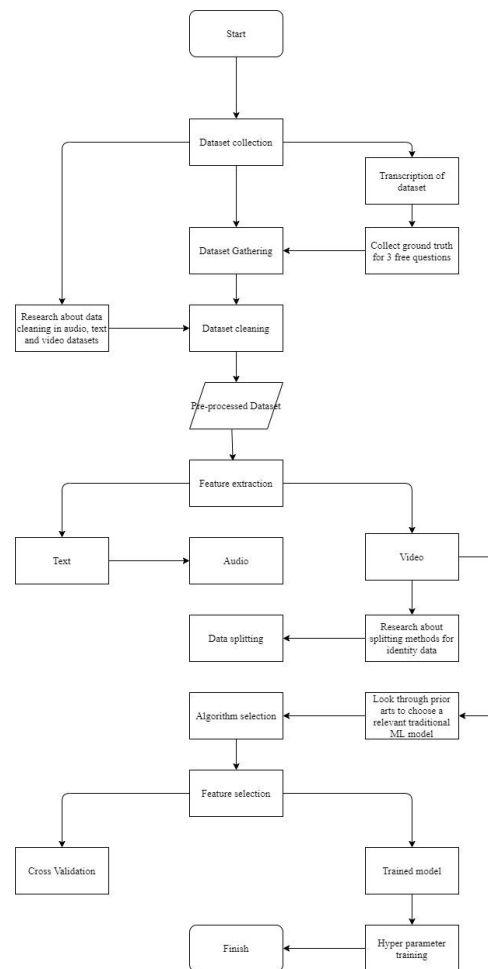 Start
Dataset collection
Transcription of
dataset
Dataset Gathering
Collect ground truth
for 3 free questions
Research about data
cleaning in audio, text
and video datasets
Dataset cleaning
Pre-processed Dataset
Feature extraction
Text
Audio
Video
Data splitting
Research about
splitting methods for
identity data
Algorithm selection
Look through prior
arts to choose a
relevant traditional
ML model
Feature selection
Cross Validation
Trained model
Finish
Hyper parameter
training